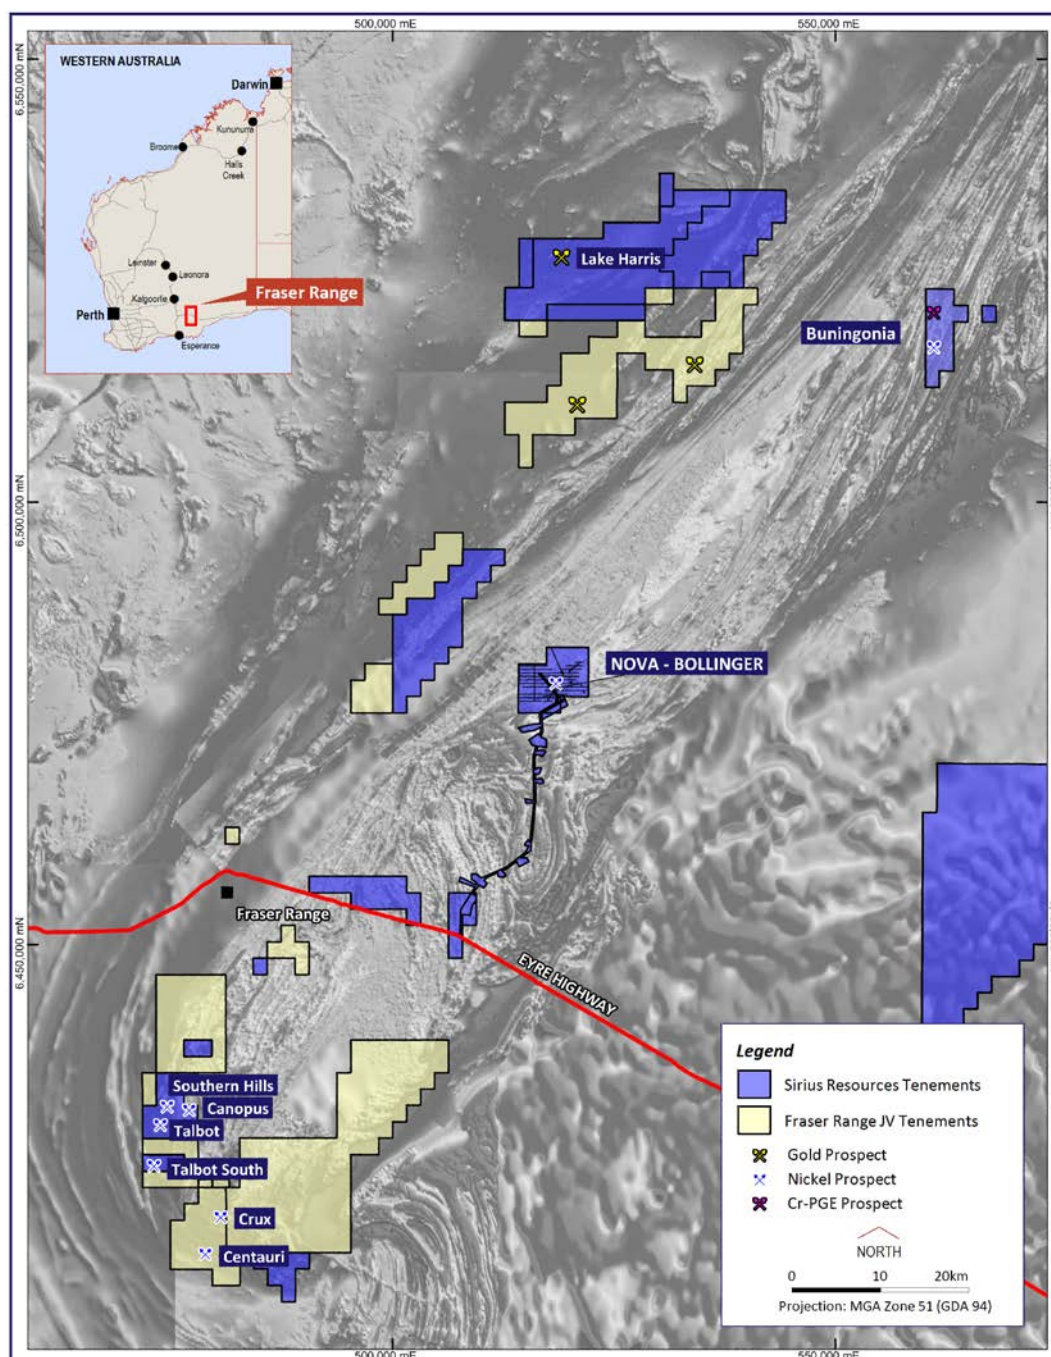 500,000 mE
550,000 mE
6,550,000 mN
WESTERN AUSTRALIA
Darwin
Kununurra
Broome
Halls
Creek
Leinster
Leonora
Kalgoorlie
Fraser Range
Perth
Esperance
Lake Harris
Buningonia
6,500,000 mN
NOVA - BOLLINGER
Fraser Range
6,450,000 mN
EYRE HIGHWAY
Southern Hills
Canopus
Talbot
Talbot South
Crux
Centauri
Legend
Sirius Resources Tenements
Fraser Range JV Tenements
Gold Prospect
Nickel Prospect
Cr-PGE Prospect
NORTH
0 10 20km
Projection: MGA Zone 51 (GDA 94)
500,000 mE
550,000 mE